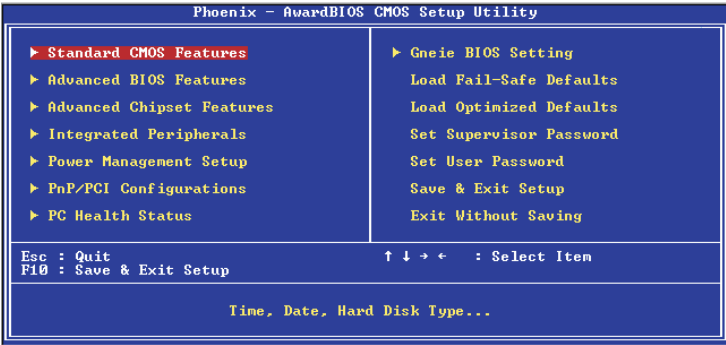 Phoenix - AwardBIOS CMOS Setup Utility
▶ Standard CMOS Features
▶ Advanced BIOS Features
▶ Advanced Chipset Features
▶ Integrated Peripherals
▶ Power Management Setup
▶ PnP/PCI Configurations
▶ PC Health Status
▶ Gneie BIOS Setting
Load Fail-Safe Defaults
Load Optimized Defaults
Set Supervisor Password
Set User Password
Save & Exit Setup
Exit Without Saving
Esc : Quit
F10 : Save & Exit Setup
↑ ↓ → ← : Select Item
Time, Date, Hard Disk Type...